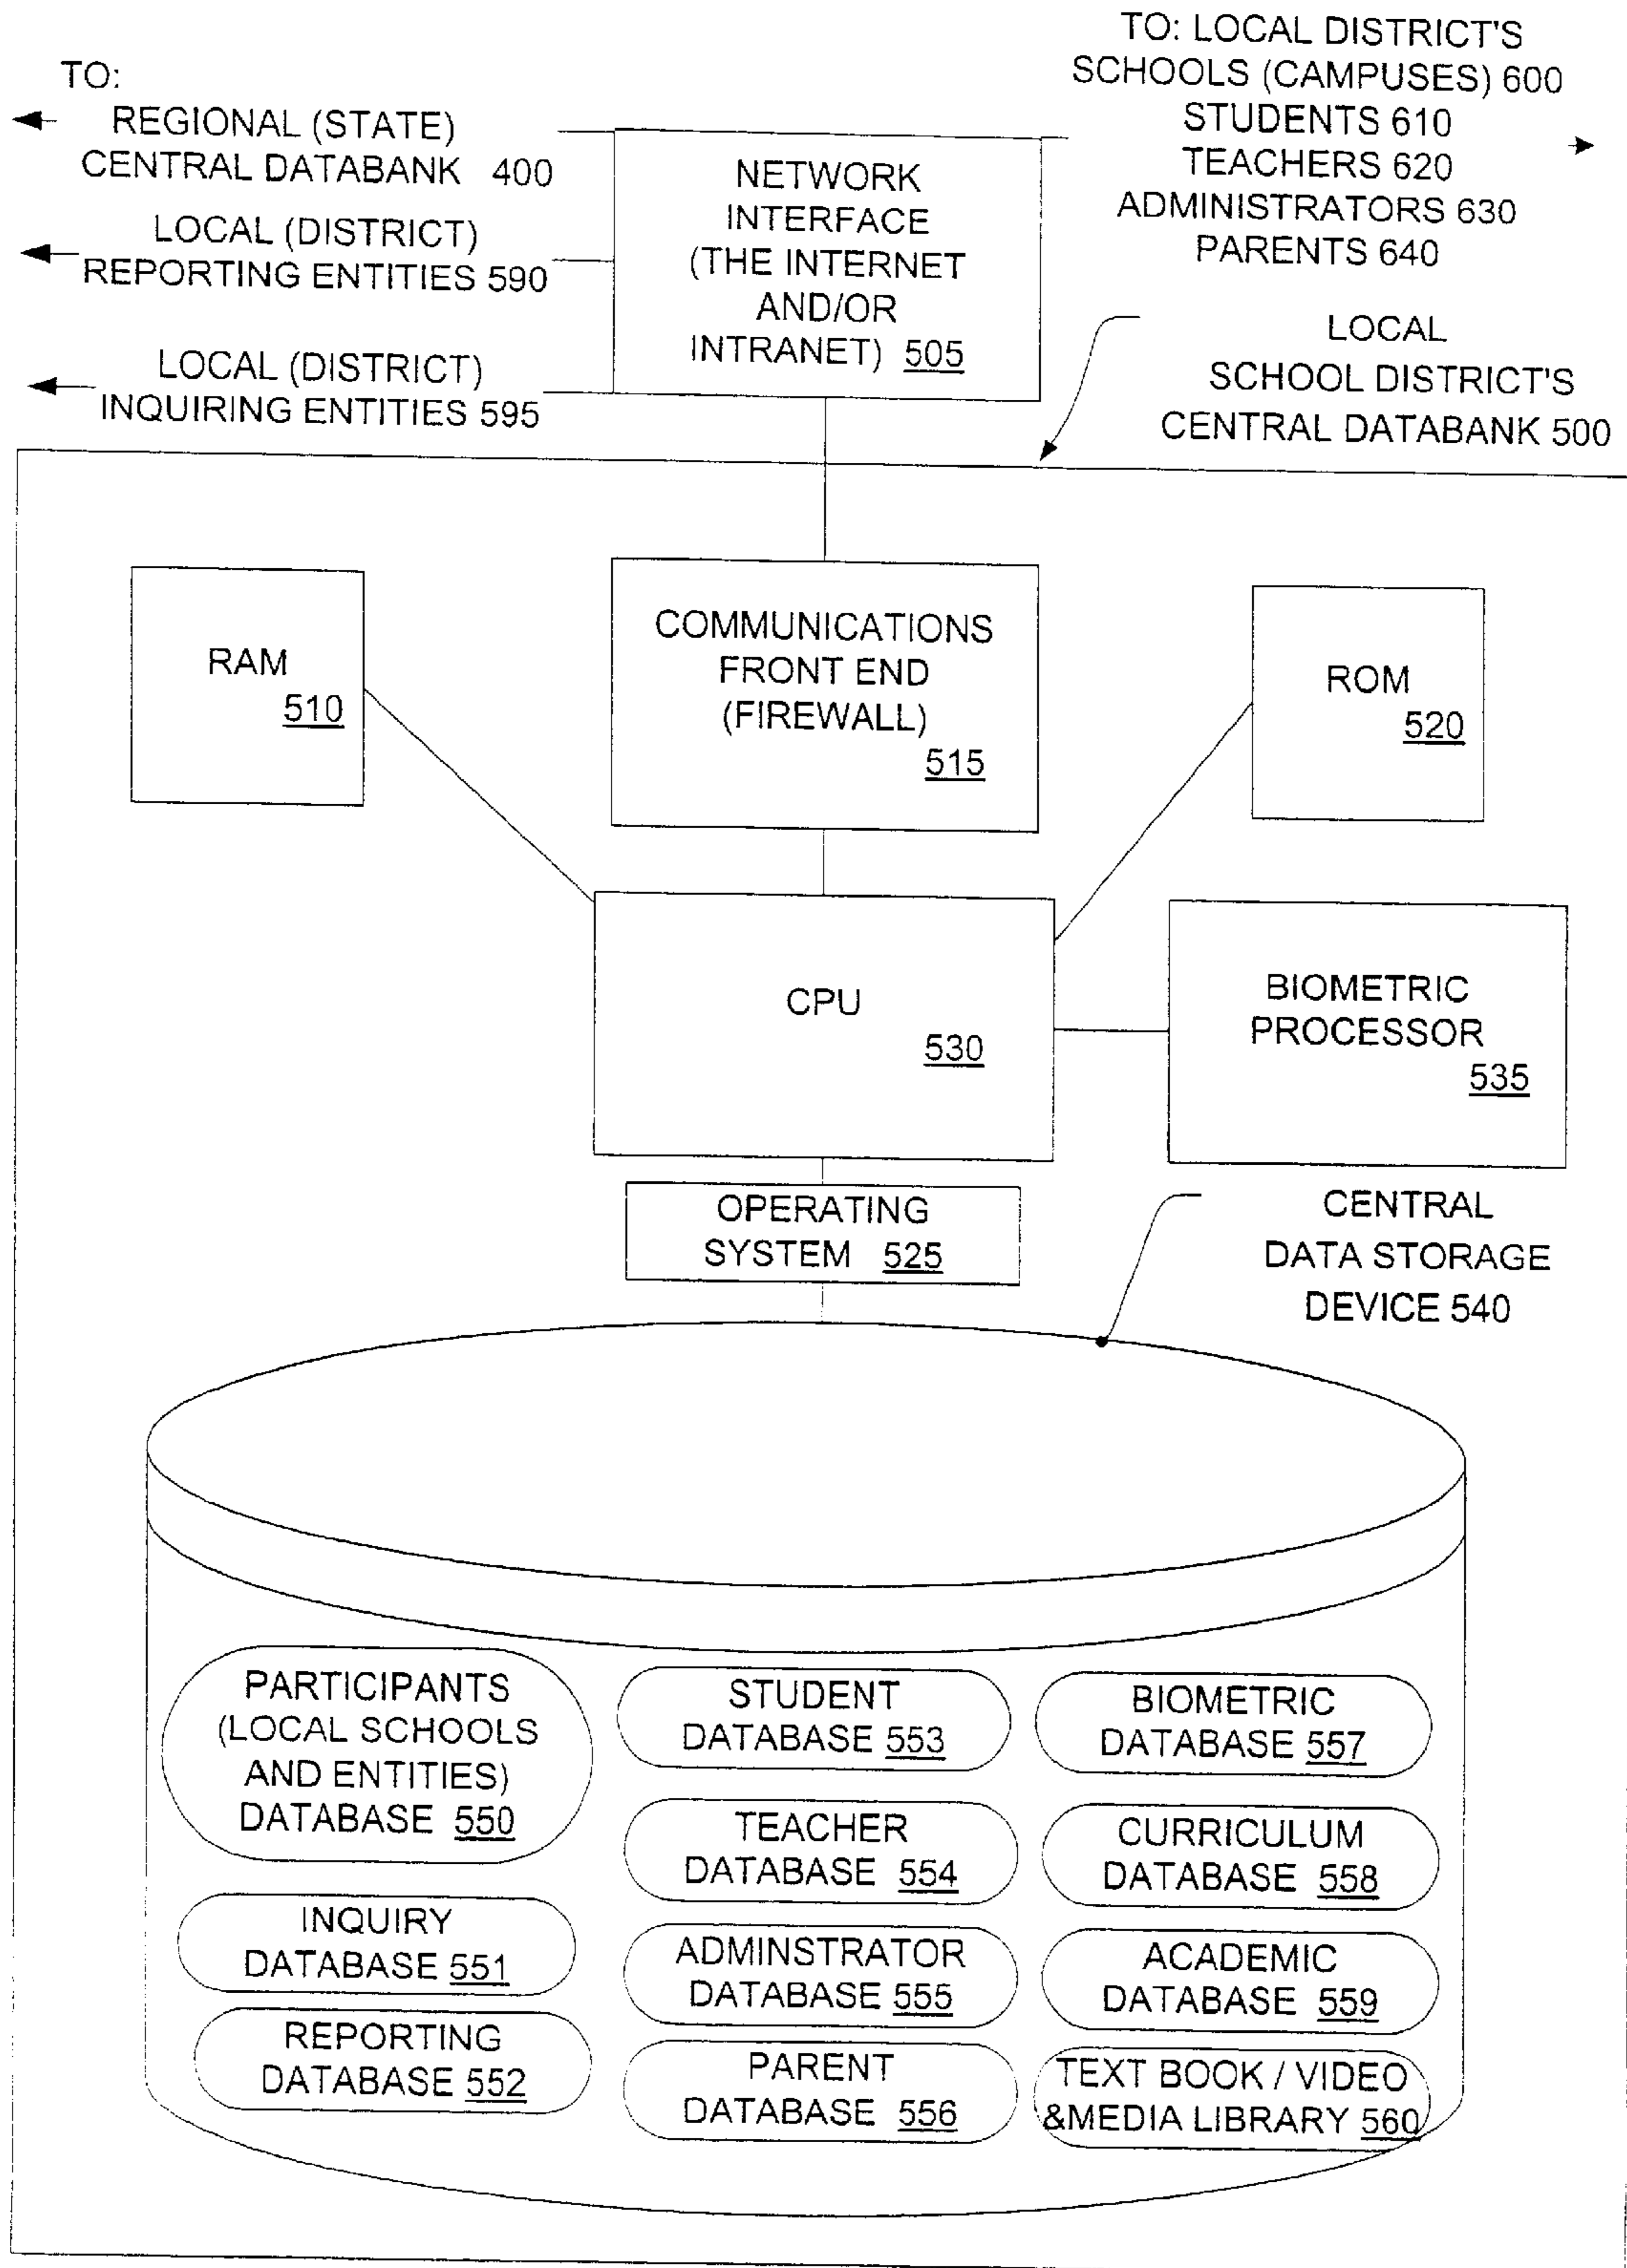 TO:
REGIONAL (STATE)
CENTRAL DATABANK 400
LOCAL (DISTRICT)
REPORTING ENTITIES 590
LOCAL (DISTRICT)
INQUIRING ENTITIES 595
NETWORK
INTERFACE
(THE INTERNET
AND/OR
INTRANET) 505
TO: LOCAL DISTRICT'S
SCHOOLS (CAMPUSES) 600
STUDENTS 610
TEACHERS 620
ADMINISTRATORS 630
PARENTS 640
LOCAL
SCHOOL DISTRICT'S
CENTRAL DATABANK 500
RAM
510
COMMUNICATIONS
FRONT END
(FIREWALL)
515
ROM
520
CPU
530
BIOMETRIC
PROCESSOR
535
OPERATING
SYSTEM 525
CENTRAL
DATA STORAGE
DEVICE 540
PARTICIPANTS
(LOCAL SCHOOLS
AND ENTITIES)
DATABASE 550
INQUIRY
DATABASE 551
REPORTING
DATABASE 552
STUDENT
DATABASE 553
TEACHER
DATABASE 554
ADMINSTRATOR
DATABASE 555
PARENT
DATABASE 556
BIOMETRIC
DATABASE 557
CURRICULUM
DATABASE 558
ACADEMIC
DATABASE 559
TEXT BOOK / VIDEO
&MEDIA LIBRARY 560